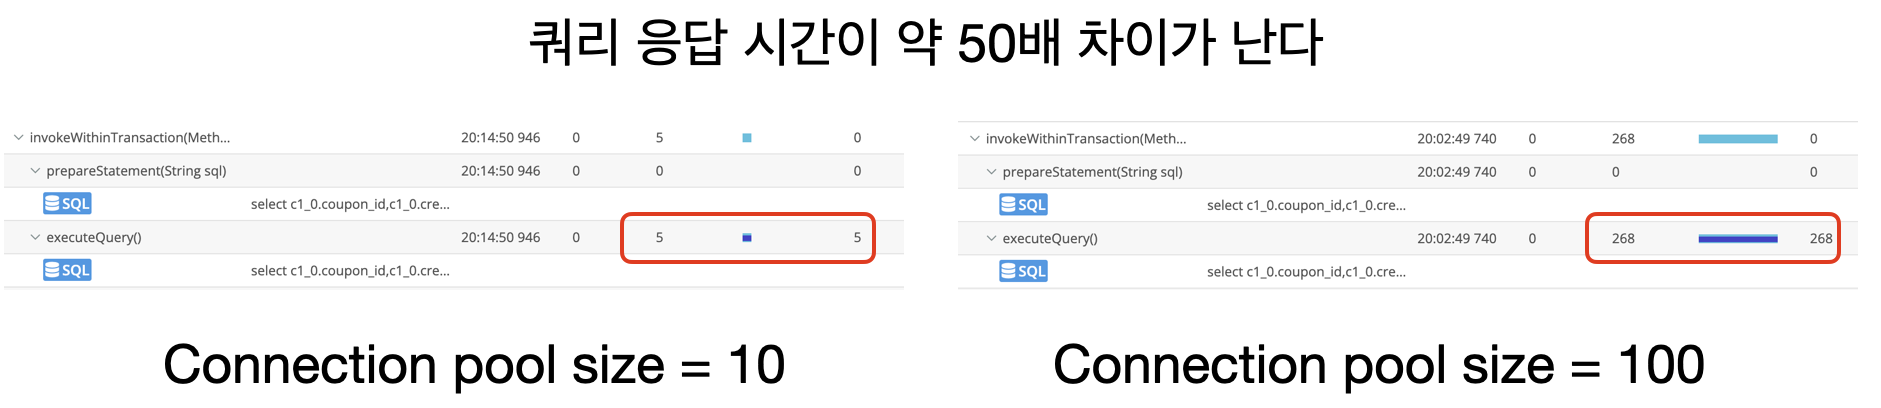 쿼리 응답 시간이 약 50배 차이가 난다
invokeWithinTransaction(Meth... 20:14:50 946 0 5 0
prepareStatement(String sql) 20:14:50 946 0 0 0
SQL select c1_0.coupon_id,c1_0.cre...
executeQuery() 20:14:50 946 0 5 5
SQL select c1_0.coupon_id,c1_0.cre...
Connection pool size = 10
invokeWithinTransaction(Meth... 20:02:49 740 0 268 0
prepareStatement(String sql) 20:02:49 740 0 0 0
SQL select c1_0.coupon_id,c1_0.cre...
executeQuery() 20:02:49 740 0 268 268
SQL select c1_0.coupon_id,c1_0.cre...
Connection pool size = 100